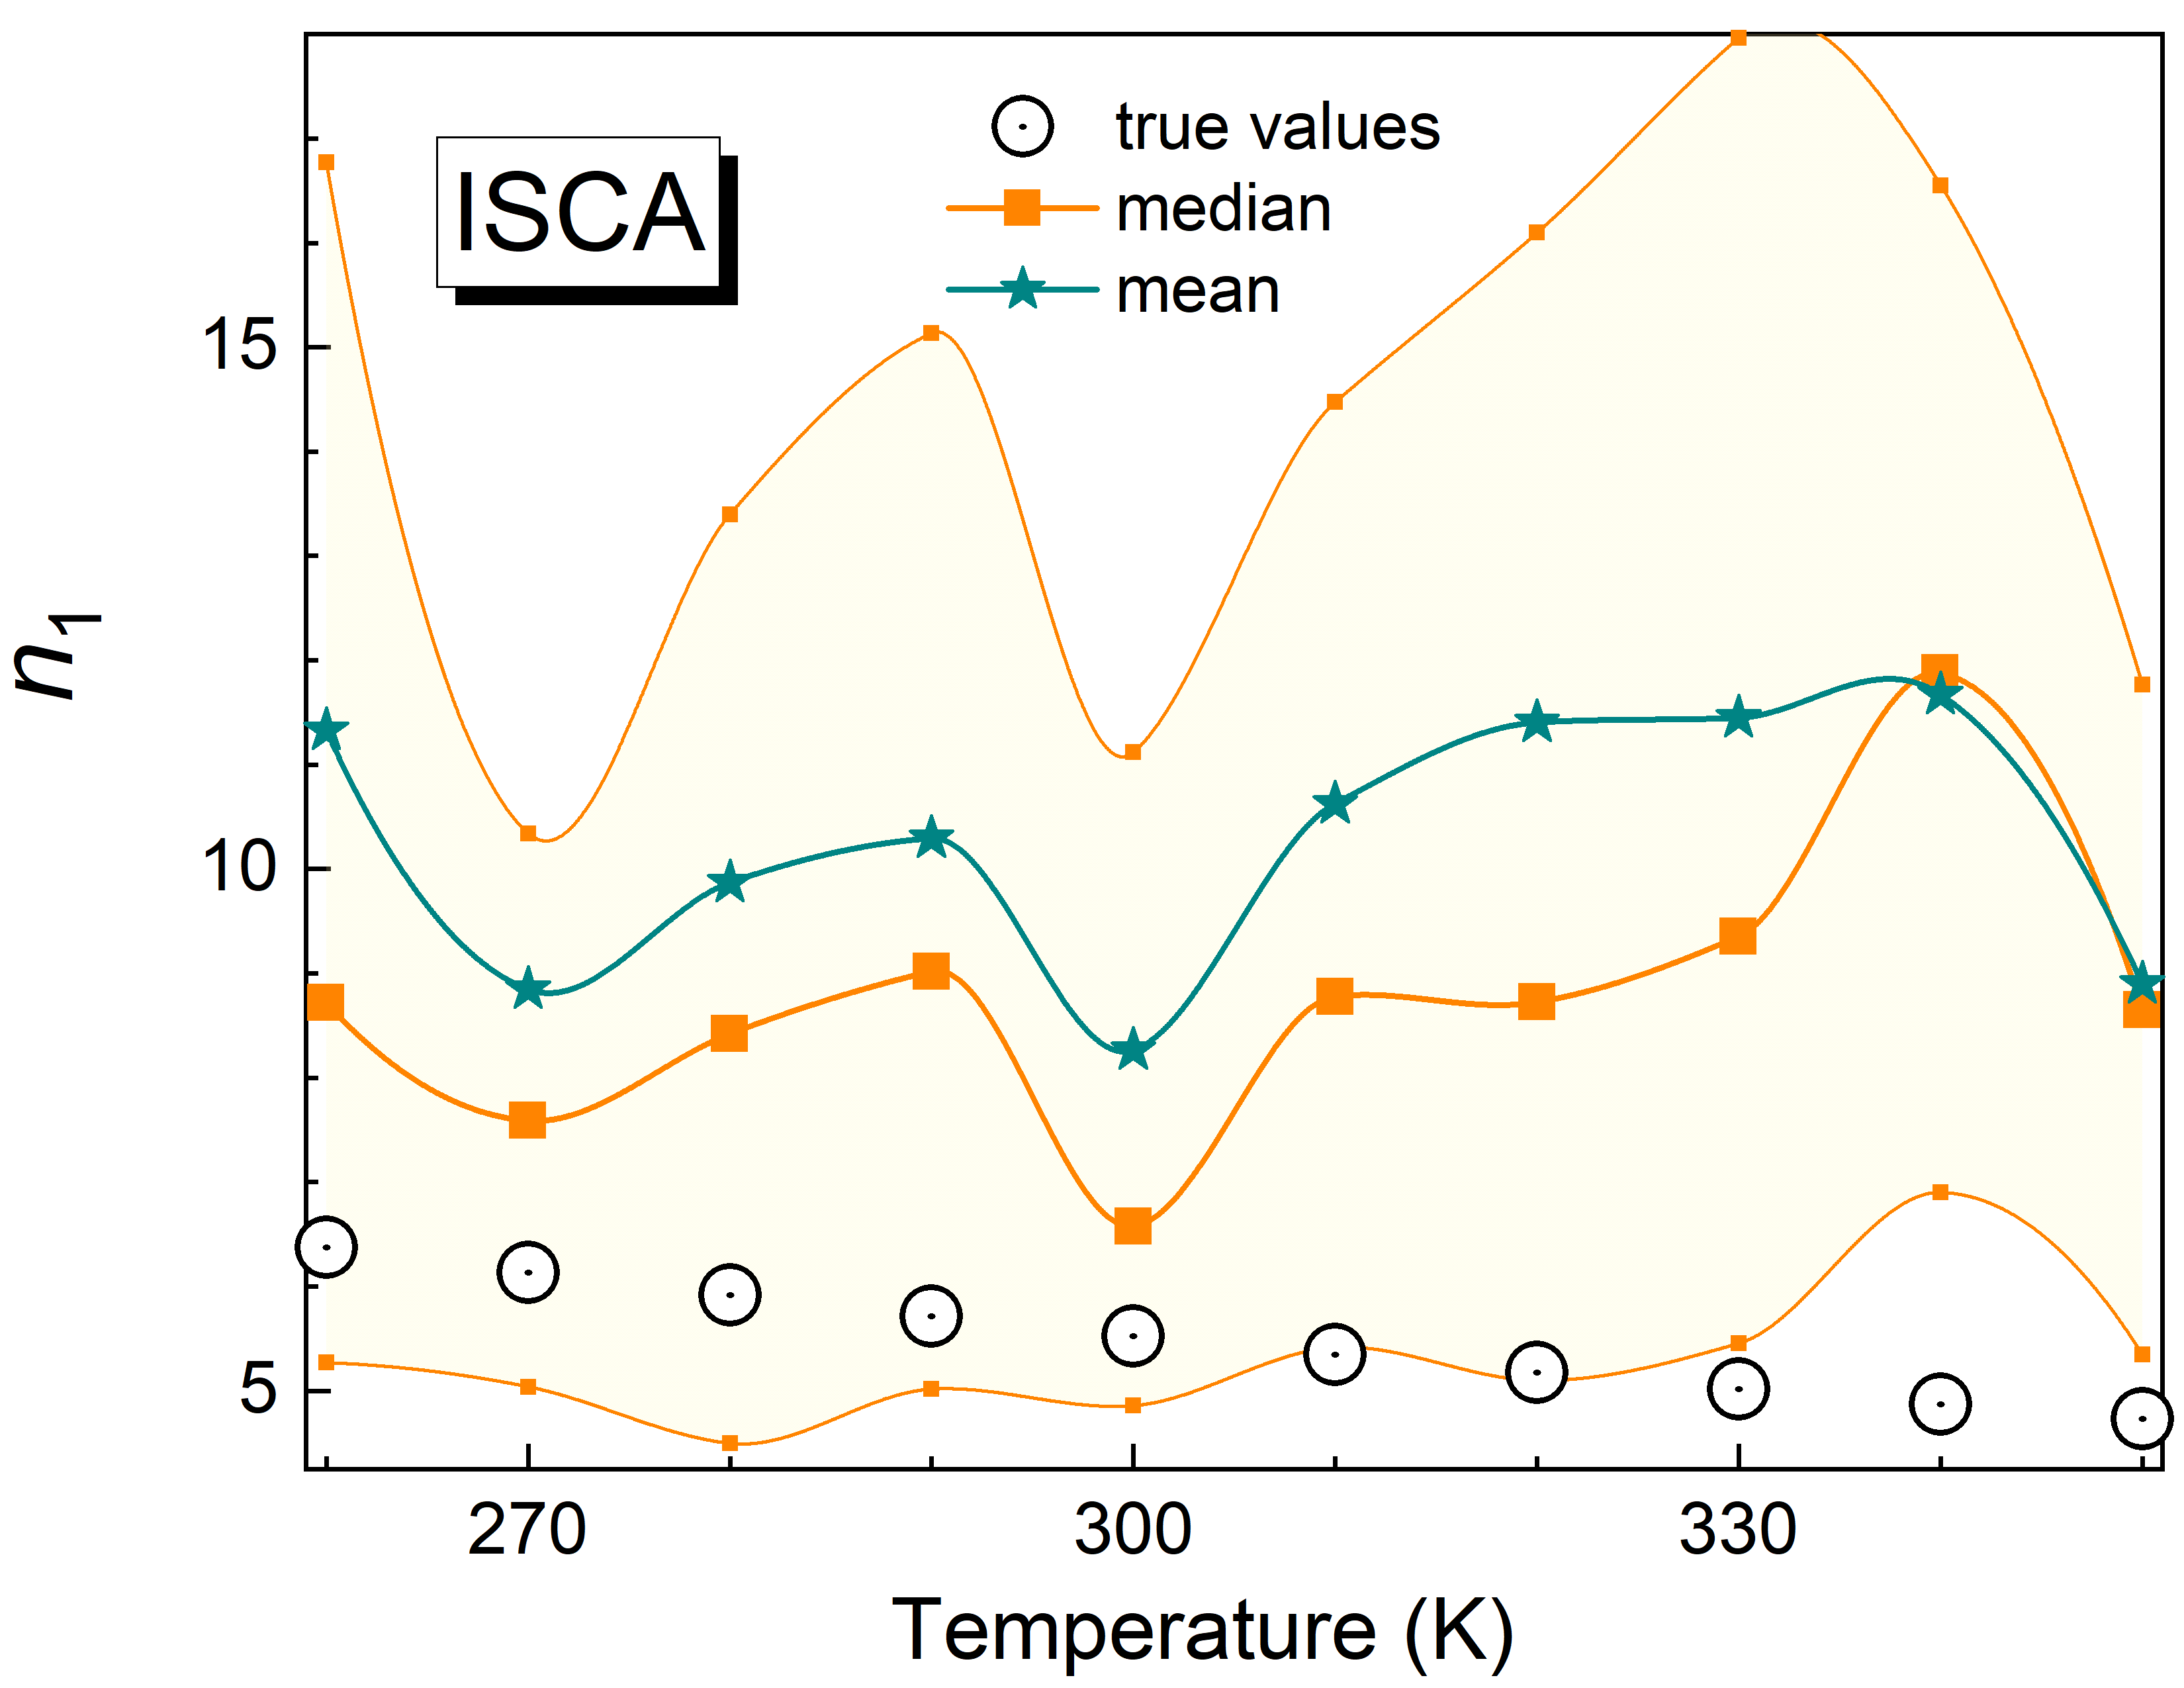 ISCA
true values
median
mean
15
10
5
n1
270
300
330
Temperature (K)